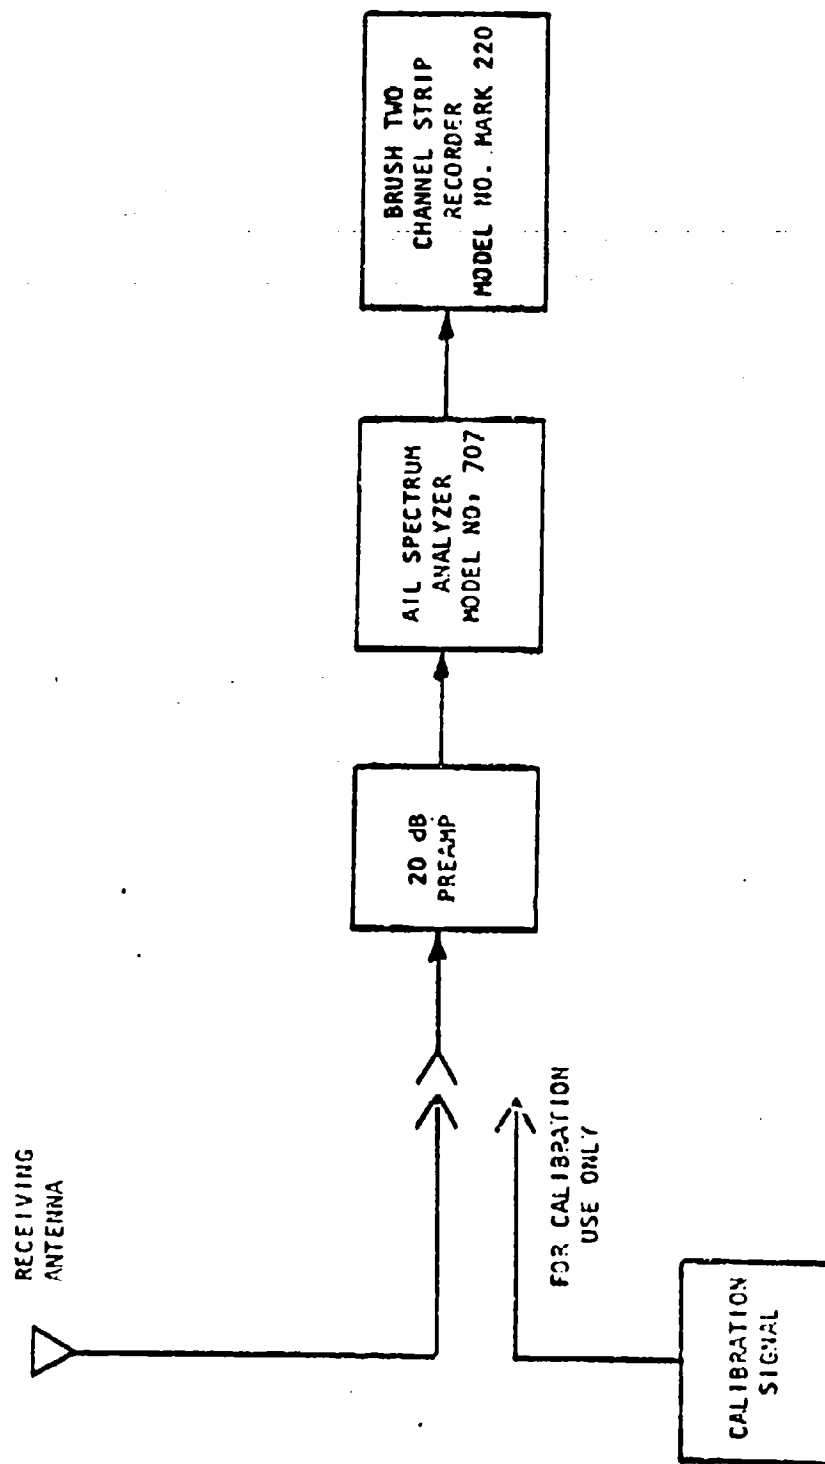 RECEIVING
ANTENNA
FOR CALIBRATION
USE ONLY
CALIBRATION
SIGNAL
20 dB
PREAMP
AIL SPECTRUM
ANALYZER
MODEL NO: 707
BRUSH TWO
CHANNEL STRIP
RECORDER
MODEL NO. MARK 220